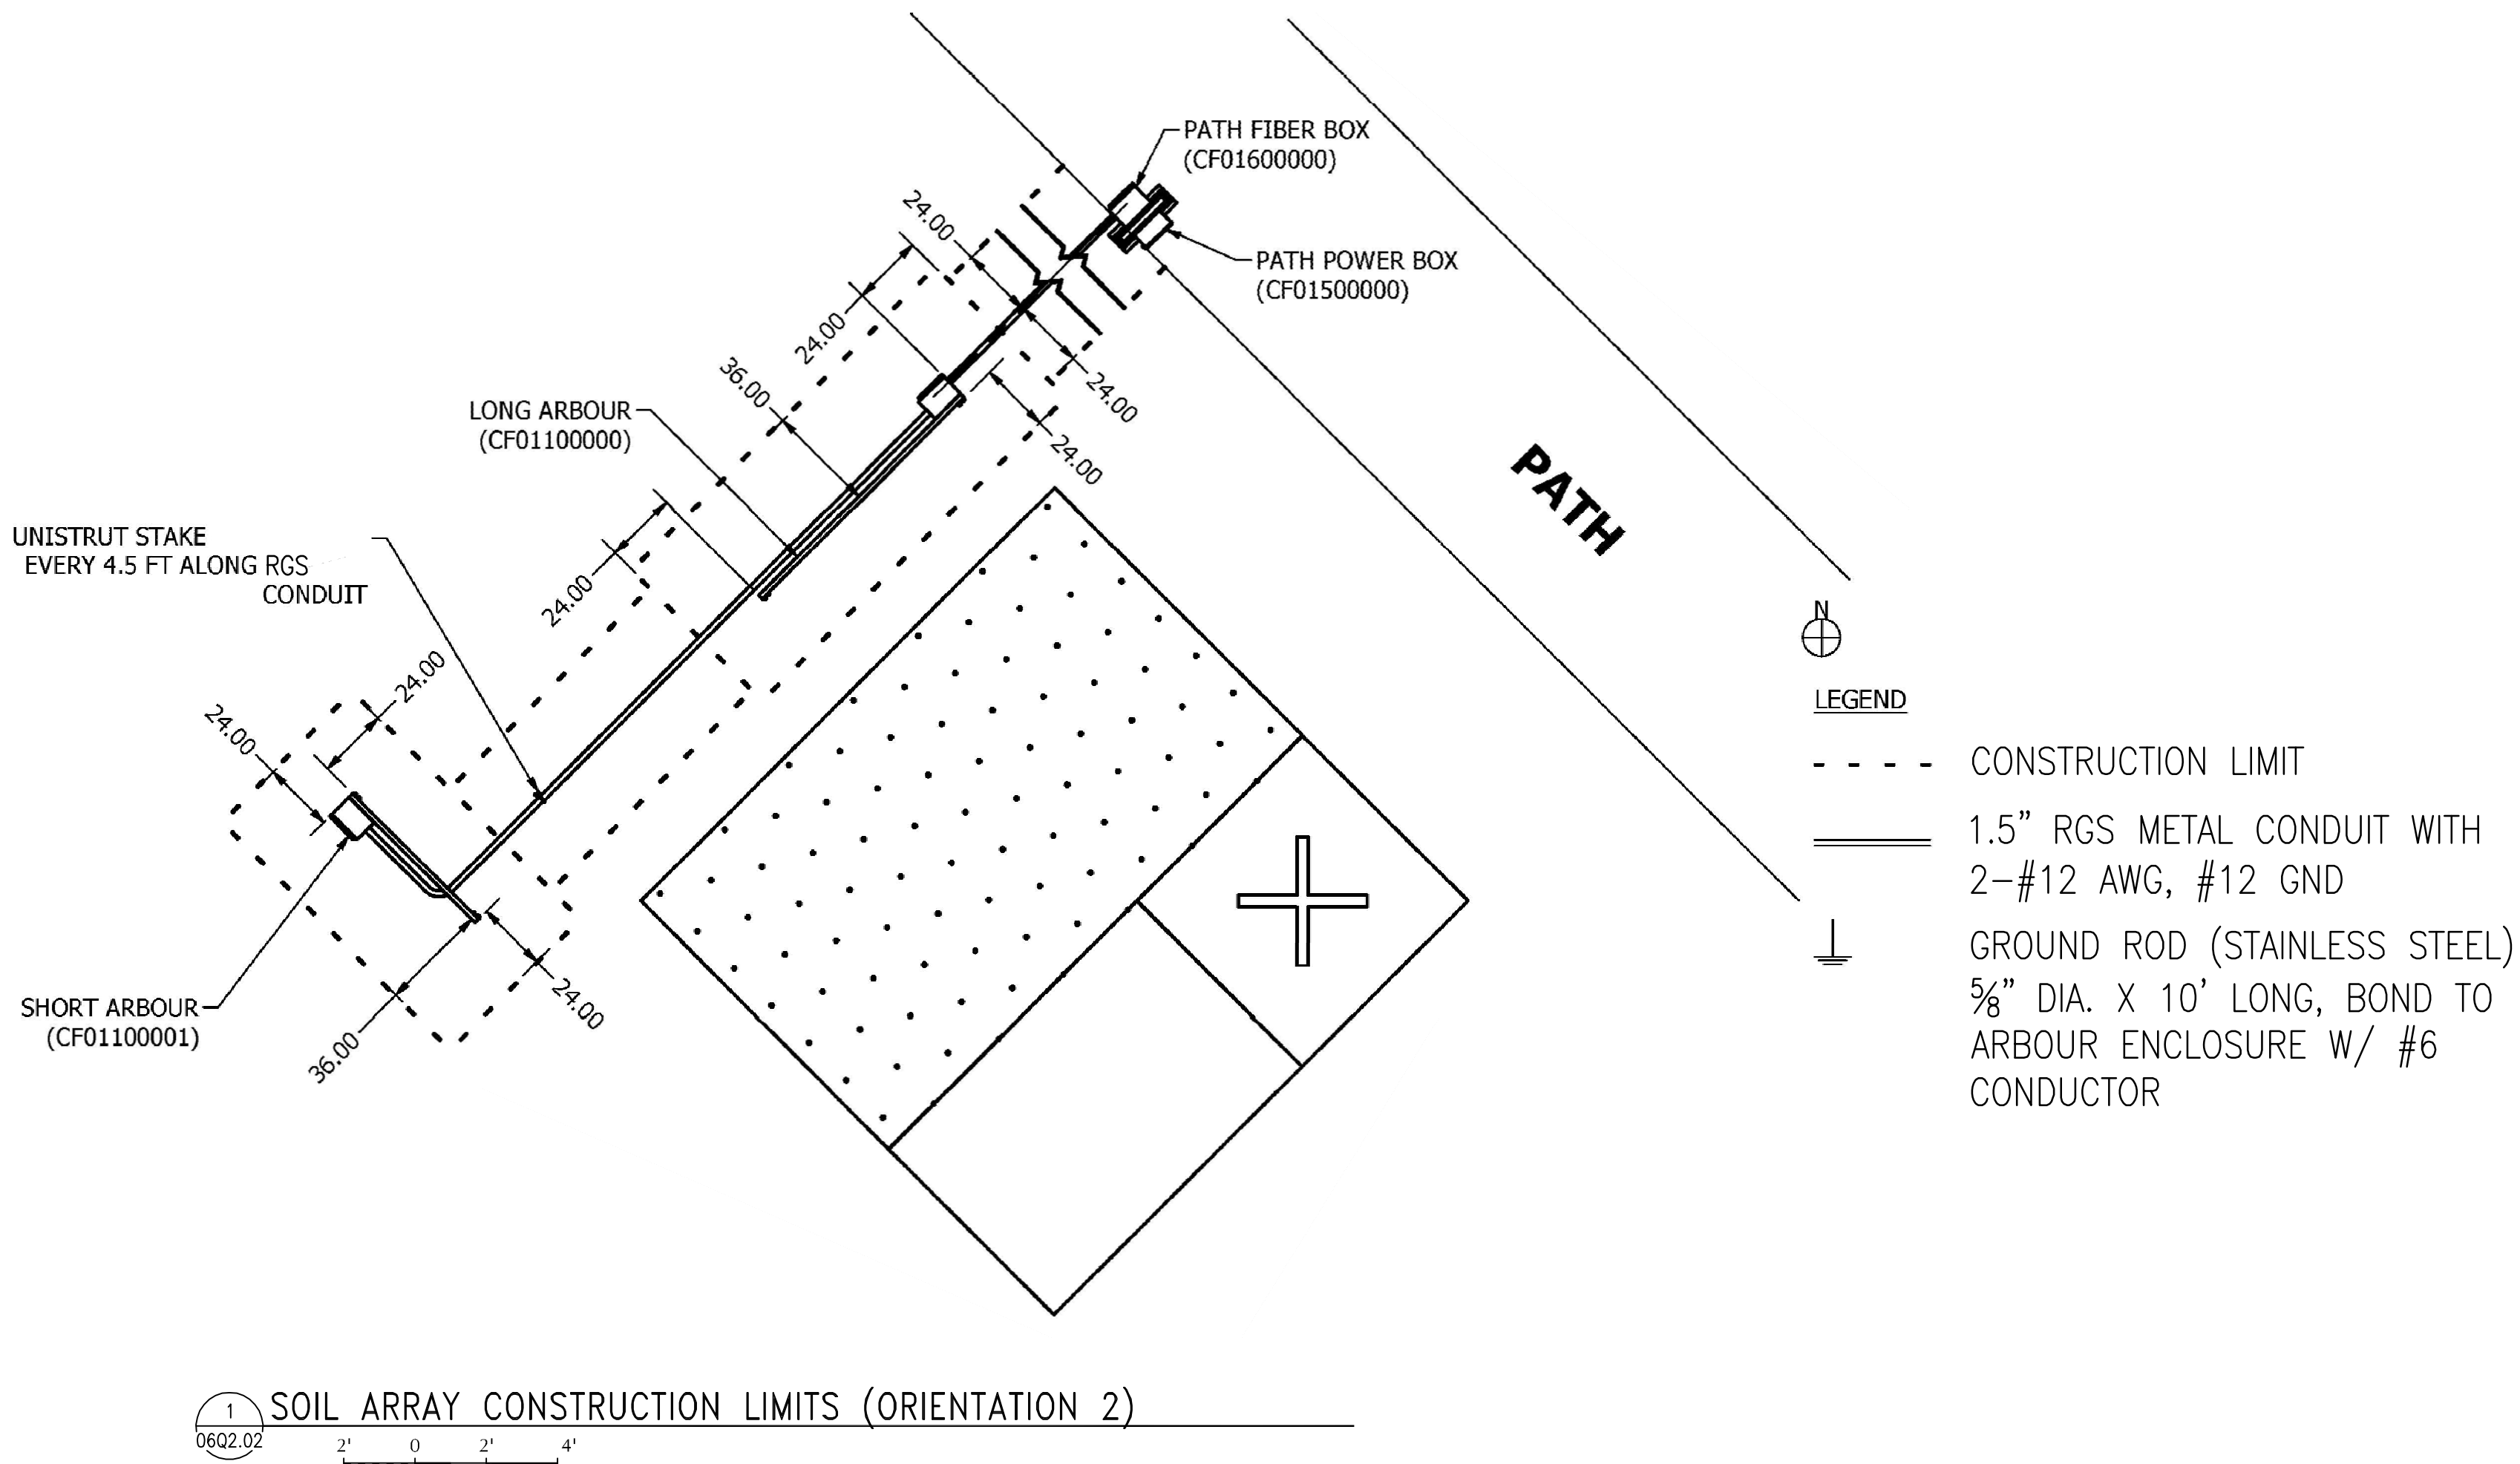 PATH FIBER BOX
(CF01600000)
24.00
PATH POWER BOX
(CF01500000)
24.00
36.00
24.00
LONG ARBOUR
(CF01100000)
24.00
PATH
UNISTRUT STAKE
EVERY 4.5 FT ALONG RGS
CONDUIT
24.00
24.00
24.00
SHORT ARBOUR
(CF01100001)
24.00
36.00
N
LEGEND
CONSTRUCTION LIMIT
1.5” RGS METAL CONDUIT WITH
2-#12 AWG, #12 GND
GROUND ROD (STAINLESS STEEL)
5/8” DIA. X 10’ LONG, BOND TO
ARBOUR ENCLOSURE W/ #6
CONDUCTOR
1
06Q2.02
SOIL ARRAY CONSTRUCTION LIMITS (ORIENTATION 2)
2' 0 2' 4'